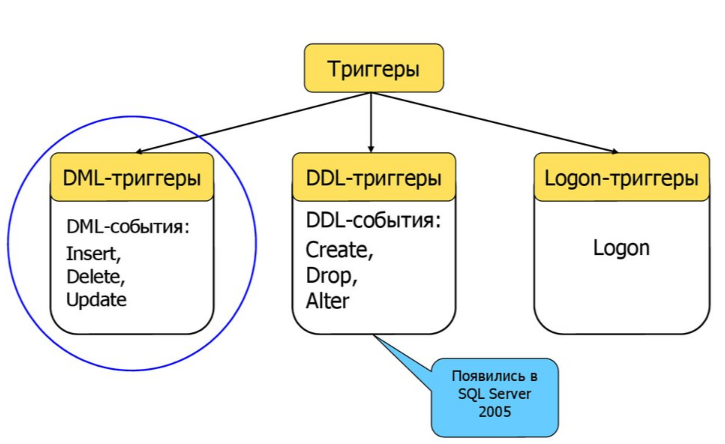 Триггеры
DML-триггеры
DML-события:
Insert,
Delete,
Update
DDL-триггеры
DDL-события:
Create,
Drop,
Alter
Logon-триггеры
Logon
Появились в
SQL Server
2005